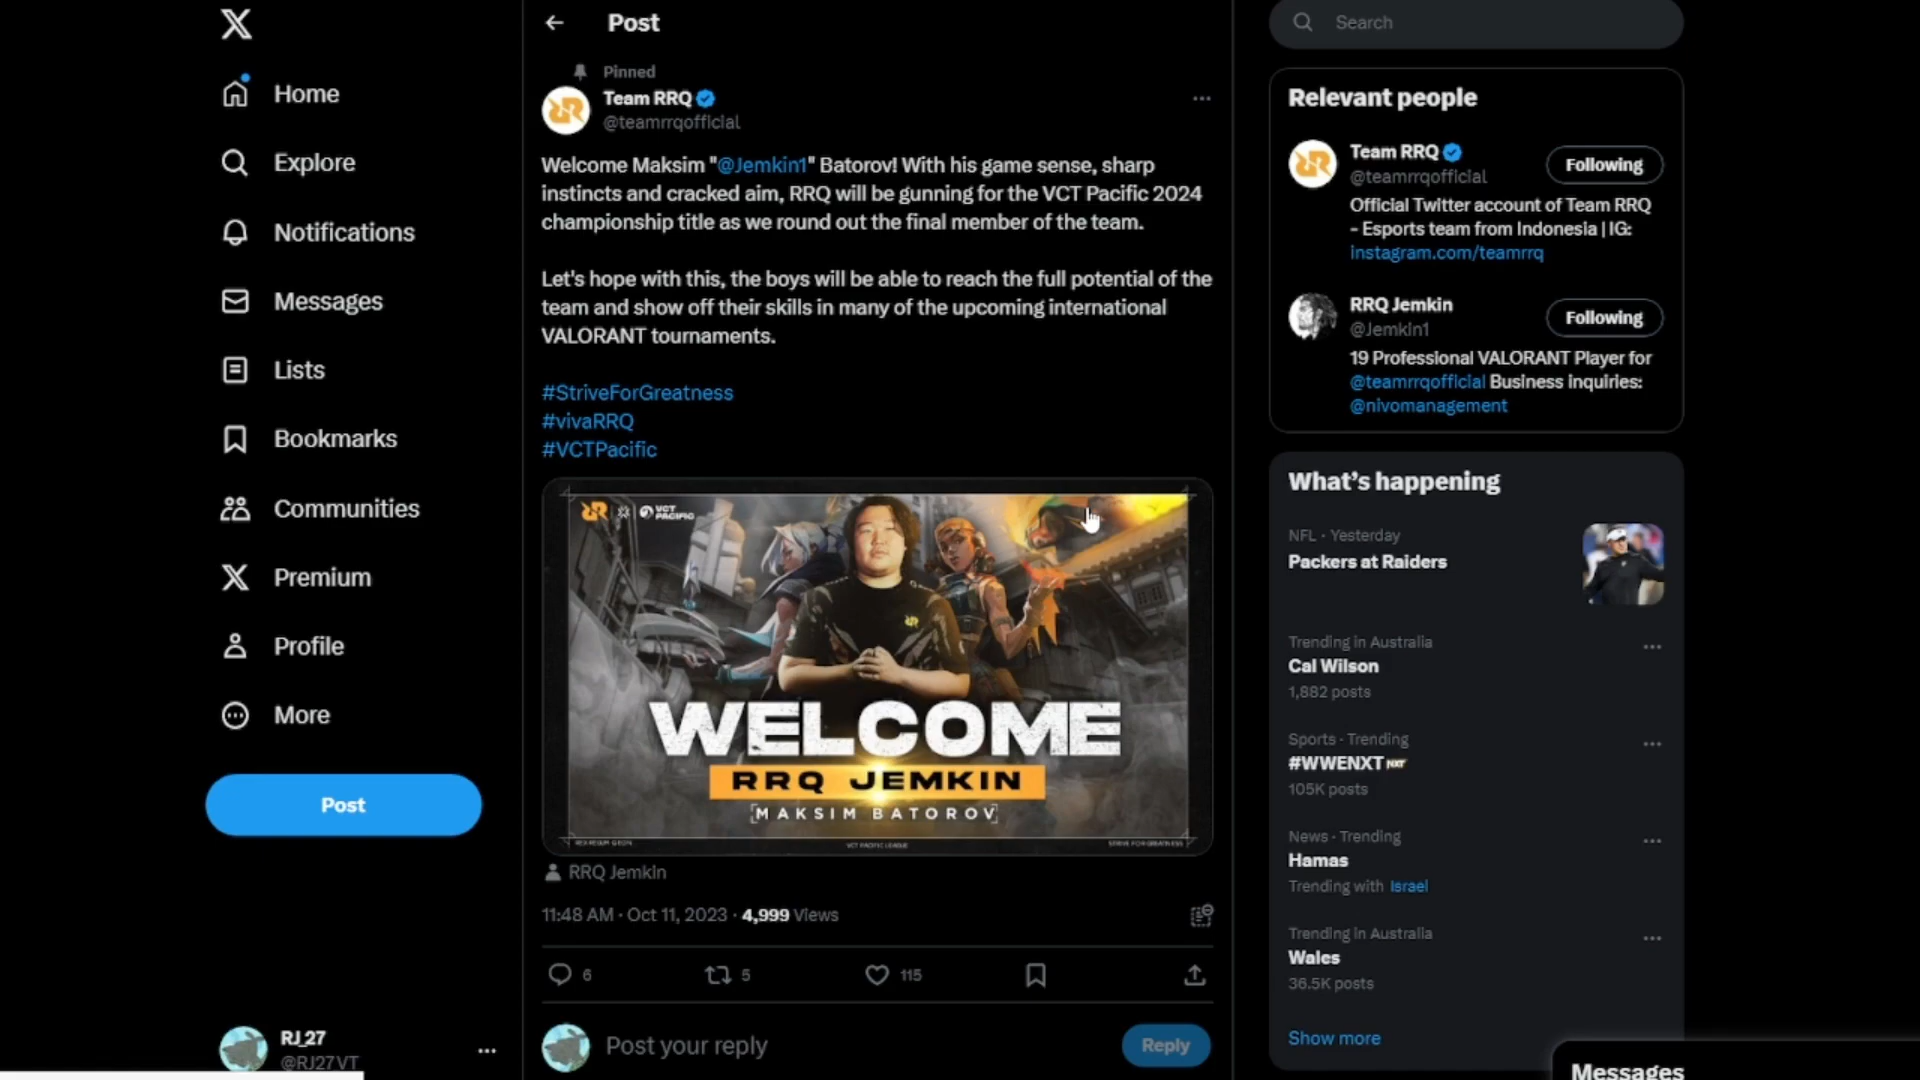 Home
Explore
Notifications
Messages
Lists
Bookmarks
Communities
Premium
Profile
More
Post
RJ_27
@RJ27VT
Post
Pinned
Team RRQ
@teamrrqofficial
Welcome Maksim "@Jemkin1" Batorov! With his game sense, sharp
instincts and cracked aim, RRQ will be gunning for the VCT Pacific 2024
championship title as we round out the final member of the team.
Let's hope with this, the boys will be able to reach the full potential of the
team and show off their skills in many of the upcoming international
VALORANT tournaments.
#StriveForGreatness
#vivaRRQ
#VCTPacific
VCT
PACIFIC
WELCOME
RRQ JEMKIN
[MAKSIM BATOROV]
VCT PACIFIC LEAGUE
STRIVE FOR GREATNESS
RRQ Jemkin
11:48 AM · Oct 11, 2023 · 4,999 Views
6
5
115
Post your reply
Reply
Search
Relevant people
Team RRQ
@teamrrqofficial
Following
Official Twitter account of Team RRQ
- Esports team from Indonesia | IG:
instagram.com/teamrrq
RRQ Jemkin
@Jemkin1
Following
19 Professional VALORANT Player for
@teamrrqofficial Business Inquiries:
@nivomanagement
What's happening
NFL · Yesterday
Packers at Raiders
Trending in Australia
Cal Wilson
1,882 posts
Sports · Trending
#WWENXT
105K posts
News · Trending
Hamas
Trending with Israel
Trending in Australia
Wales
36.5K posts
Show more
Messages